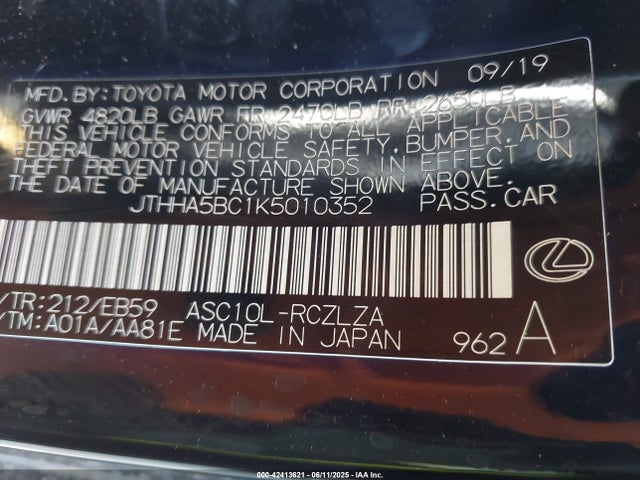 MFD.BY:TOYOTA MOTOR CORPORATION 09/19
GVWR 4820LB GAWR FR 2470LB RR 2650LB
THIS VEHICLE CONFORMS TO ALL APPLICABLE
FEDERAL MOTOR VEHICLE SAFETY,BUMPER,AND
THEFT PREVENTION STANDARDS IN EFFECT ON
THE DATE OF MANUFACTURE SHOWN ABOVE.
JTHHA5BC1K5010352 PASS.CAR
/TR:212/EB59 ASC10L-RCZLZA
/TM:A01A/AA81E MADE IN JAPAN 962A
000-42413621 - 06/11/2025 - IAA Inc.